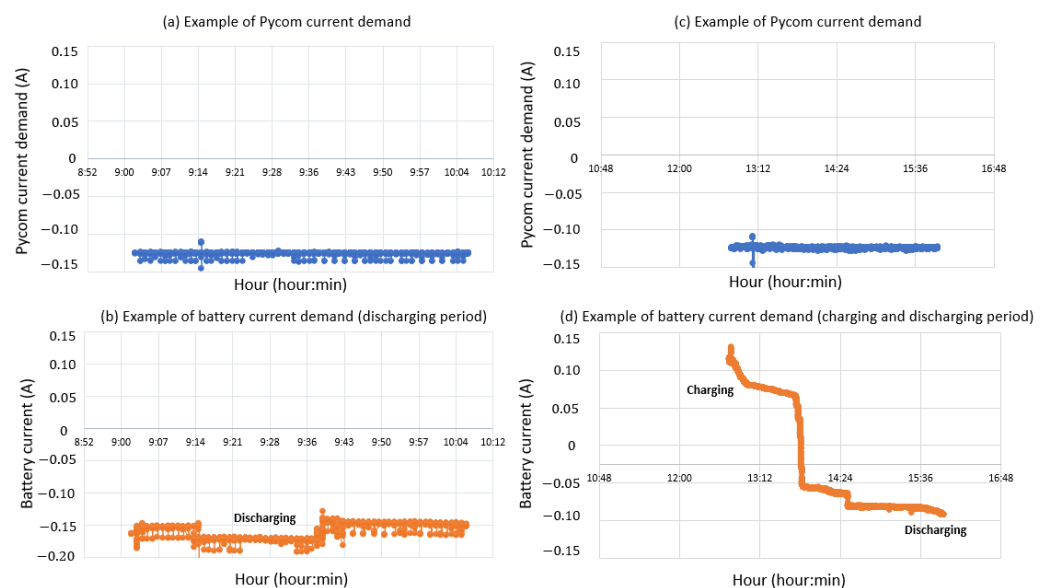 (a) Example of Pycom current demand
Pycom current demand (A)
0.15
0.10
0.05
0
−0.05
−0.10
−0.15
8:52 9:00 9:07 9:14 9:21 9:28 9:36 9:43 9:50 9:57 10:04 10:12
Hour (hour:min)
(c) Example of Pycom current demand
Pycom current demand (A)
0.15
0.10
0.05
0
−0.05
−0.10
−0.15
10:48 12:00 13:12 14:24 15:36 16:48
Hour (hour:min)
(b) Example of battery current demand (discharging period)
Battery current (A)
0.15
0.10
0.05
0
−0.05
−0.10
−0.15
−0.20
8:52 9:00 9:07 9:14 9:21 9:28 9:36 9:43 9:50 9:57 10:04 10:12
Discharging
Hour (hour:min)
(d) Example of battery current demand (charging and discharging period)
Battery current (A)
0.15
0.10
0.05
0
−0.05
−0.10
−0.15
Charging
3:10:48 12:00 13:12 14:24 15:36 16:48
Discharging
Hour (hour:min)